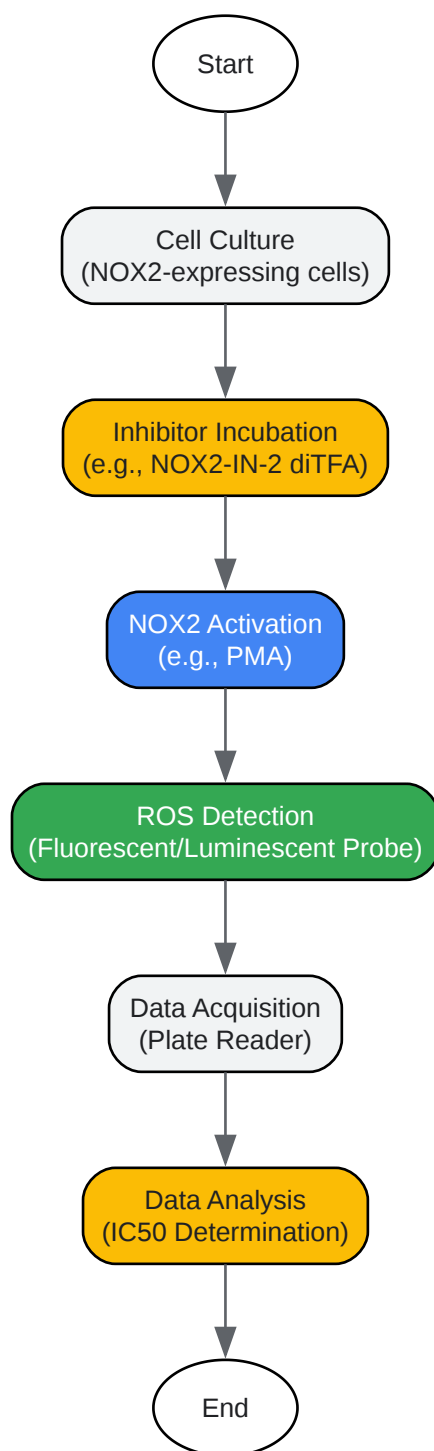 Start
Cell Culture
(NOX2-expressing cells)
Inhibitor Incubation
(e.g., NOX2-IN-2 diTFA)
NOX2 Activation
(e.g., PMA)
ROS Detection
(Fluorescent/Luminescent Probe)
Data Acquisition
(Plate Reader)
Data Analysis
(IC50 Determination)
End